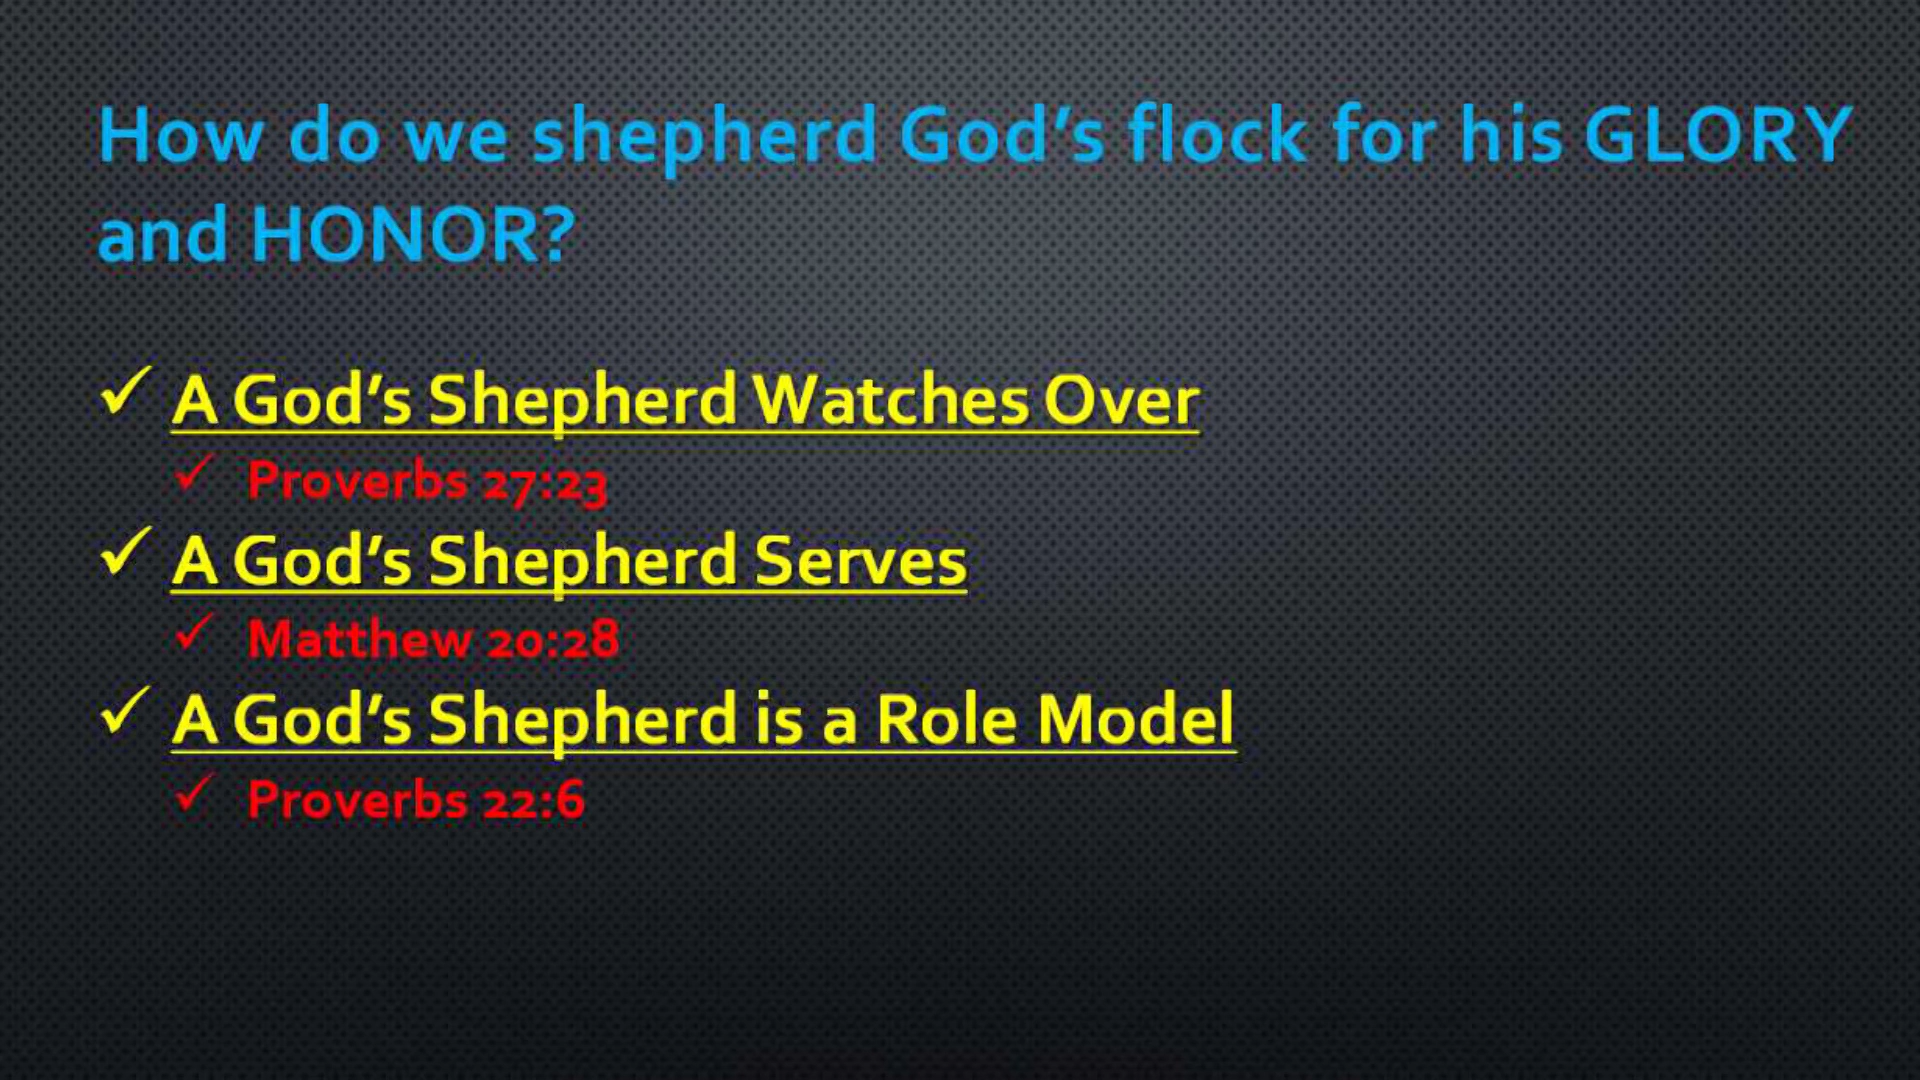 How do we shepherd God's flock for his GLORY
and HONOR?
✓ A God's Shepherd Watches Over
✓ Proverbs 27:23
✓ A God's Shepherd Serves
✓ Matthew 20:28
✓ A God's Shepherd is a Role Model
✓ Proverbs 22:6